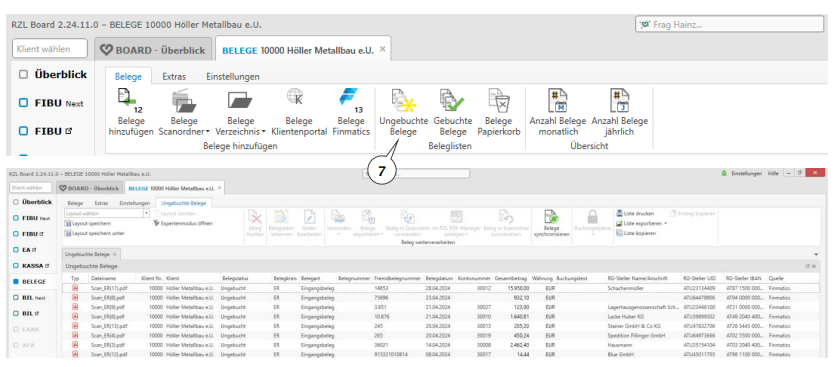 RZL Board 2.24.11.0 – BELEGE 10000 Höller Metallbau e.U.
Frag Hainz...
Klient wählen
BOARD - Überblick
BELEGE 10000 Höller Metallbau e.U. ×
Überblick
FIBU Next
FIBU
Belege Extras Einstellungen
12 13
Belege Belege Belege Belege Belege Ungebuchte Gebuchte Belege Anzahl Belege Anzahl Belege
hinzufügen Scanordner Verzeichnis Klientenportal Finmatics Belege Belege Papierkorb monatlich jährlich
Belege hinzufügen Beleglisten Übersicht
7
RZL Board 2.24.11.0 – BELEGE 10000 Höller Metallbau e.U.
Einstellungen Hilfe
Klient wählen
BOARD - Überblick BELEGE 10000 Höller Metallbau e.U. ×
Überblick
FIBU Next
FIBU
EA
KASSA
BELEGE
BIL Next
BIL
KAAB
AFA
Belege Extras Einstellungen Ungebuchte Belege
Layout wählen Layout löschen
Layout speichern Expertenmodus öffnen
Layout speichern unter
Beleg löschen
Belegdaten erkennen
Seiten bearbeiten
Versenden
Belege exportieren
Beleg in Dokument umwandeln
Im RZL PDF-Manager anzeigen
Beleg in Scanordner zurücklegen
Belege synchronisieren
Buchungssperre
Liste drucken Eintrag kopieren
Liste exportieren
Liste kopieren
Beleg weiterverarbeiten
Ungebuchte Belege ×
Ungebuchte Belege
Typ Dateiname Klient Nr. Klient Belegstatus Belegkreis Belegart Belegnummer Fremdbelegnummer Belegdatum Kontonummer Gesamtbetrag Währung Buchungstext RG-Steller Name/Anschrift RG-Steller UID RG-Steller IBAN Quelle
Scan_ER(11).pdf 10000 Höller Metallbau e.U. Ungebucht ER Eingangsbeleg 14653 28.04.2024 30012 15.950,00 EUR Schachenmüller ATU23134409 AT87 1500 000... Finmatics
Scan_ER(8).pdf 10000 Höller Metallbau e.U. Ungebucht ER Eingangsbeleg 75696 23.04.2024 932,10 EUR ATU64478906 AT94 0000 000... Finmatics
Scan_ER(5).pdf 10000 Höller Metallbau e.U. Ungebucht ER Eingangsbeleg 3.651 21.04.2024 30027 123,90 EUR Lagerhausgenossenschaft Sch... ATU23446108 AT31 0000 000... Finmatics
Scan_ER(6).pdf 10000 Höller Metallbau e.U. Ungebucht ER Eingangsbeleg 10.876 21.04.2024 30010 1.640,81 EUR Lacke Huber KG ATU39899302 AT49 2040 400... Finmatics
Scan_ER(13).pdf 10000 Höller Metallbau e.U. Ungebucht ER Eingangsbeleg 245 20.04.2024 30013 205,20 EUR Stainer GmbH & Co KG ATU47832706 AT26 3445 000... Finmatics
Scan_ER(4).pdf 10000 Höller Metallbau e.U. Ungebucht ER Eingangsbeleg 265 20.04.2024 30019 450,24 EUR Spedition Pillinger GmbH ATU64973666 AT02 5500 000... Finmatics
Scan_ER(3).pdf 10000 Höller Metallbau e.U. Ungebucht ER Eingangsbeleg 36021 14.04.2024 30008 2.462,40 EUR Hausmann ATU35154104 AT03 2040 400... Finmatics
Scan_ER(12).pdf 10000 Höller Metallbau e.U. Ungebucht ER Eingangsbeleg 915321010814 08.04.2024 30017 14,44 EUR Blue GmbH ATU45011703 AT98 1100 000... Finmatics